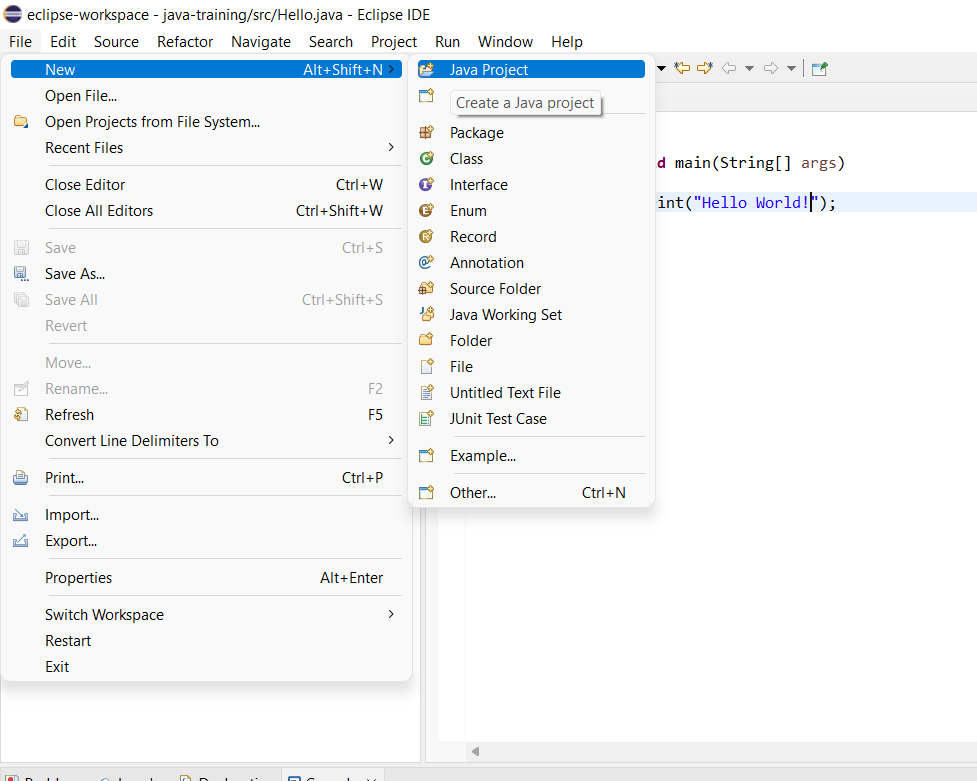 eclipse-workspace - java-training/src/Hello.java - Eclipse IDE
File Edit Source Refactor Navigate Search Project Run Window Help
New Alt+Shift+N
Open File...
Open Projects from File System...
Recent Files
Close Editor Ctrl+W
Close All Editors Ctrl+Shift+W
Save Ctrl+S
Save As...
Save All Ctrl+Shift+S
Revert
Move...
Rename... F2
Refresh F5
Convert Line Delimiters To
Print... Ctrl+P
Import...
Export...
Properties Alt+Enter
Switch Workspace
Restart
Exit
Java Project
Create a Java project
Package
Class
Interface
Enum
Record
Annotation
Source Folder
Java Working Set
Folder
File
Untitled Text File
JUnit Test Case
Example...
Other... Ctrl+N
d main(String[] args)
int("Hello World!");